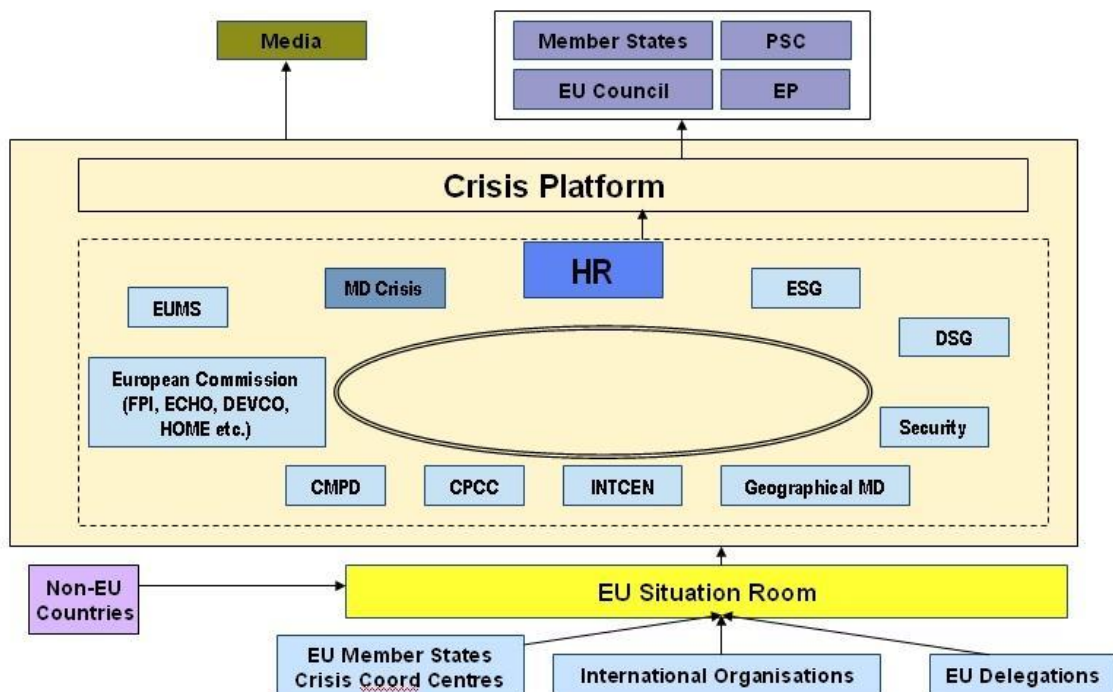 Media
Member States
PSC
EU Council
EP
Crisis Platform
HR
MD Crisis
ESG
EUMS
DSG
European Commission
(FPI, ECHO, DEVCO,
HOME etc.)
Security
CMPD
CPCC
INTCEN
Geographical MD
Non-EU
Countries
EU Situation Room
EU Member States
Crisis Coord Centres
International Organisations
EU Delegations